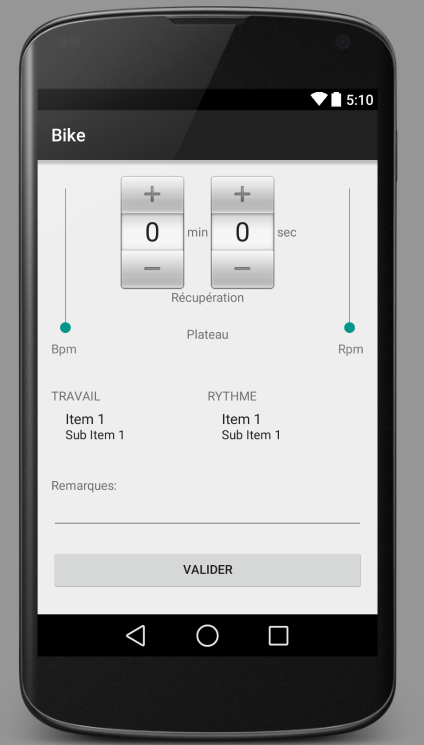 5:10
Bike
+ +
0 min 0 sec
− −
Récupération
Plateau
Bpm Rpm
TRAVAIL RYTHME
Item 1 Item 1
Sub Item 1 Sub Item 1
Remarques:
VALIDER